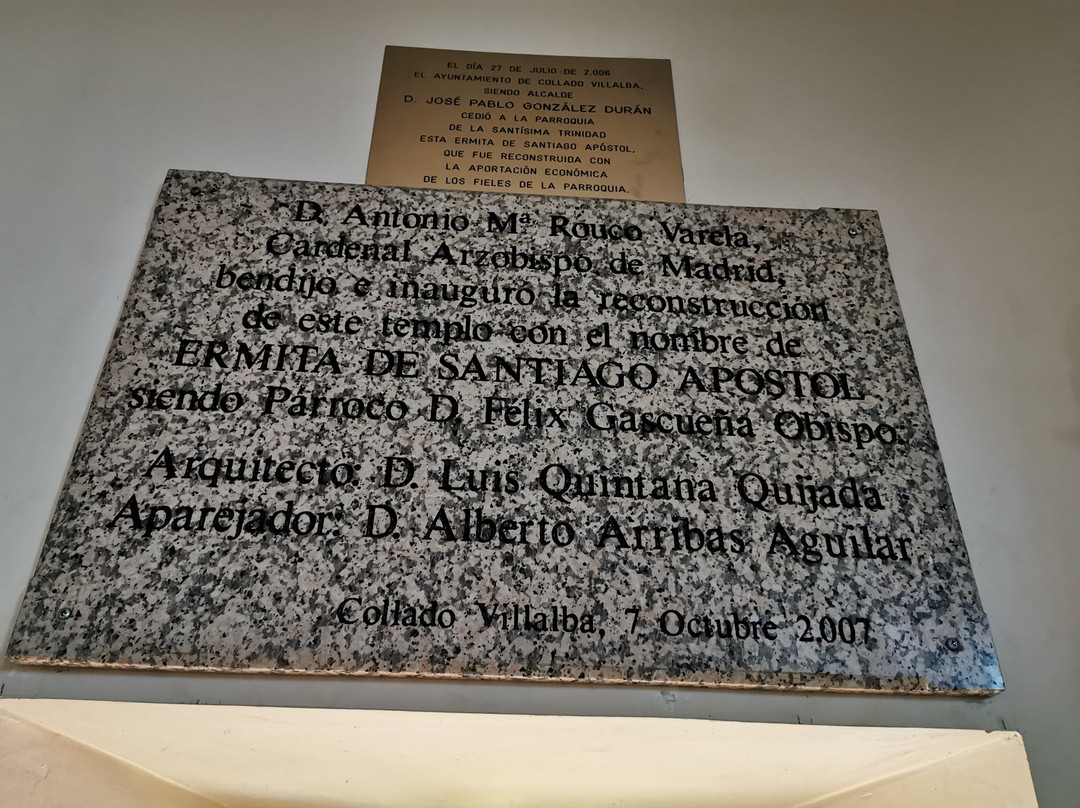 EL DÍA 27 DE JULIO DE 2.006
EL AYUNTAMIENTO DE COLLADO VILLALBA,
SIENDO ALCALDE
D. JOSÉ PABLO GONZÁLEZ DURÁN
CEDIÓ A LA PARROQUIA
DE LA SANTÍSIMA TRINIDAD
ESTA ERMITA DE SANTIAGO APÓSTOL,
QUE FUE RECONSTRUIDA CON
LA APORTACIÓN ECONÓMICA
DE LOS FIELES DE LA PARROQUIA.
D. Antonio Mª Rouco Varela,
Cardenal Arzobispo de Madrid,
bendijo e inauguró la reconstrucción
de este templo con el nombre de
ERMITA DE SANTIAGO APOSTOL
siendo Párroco D. Félix Gascueña Obispo.
Arquitecto: D. Luis Quintana Quijada
Aparejador: D. Alberto Arribas Aguilar
Collado Villalba, 7 Octubre 2.007